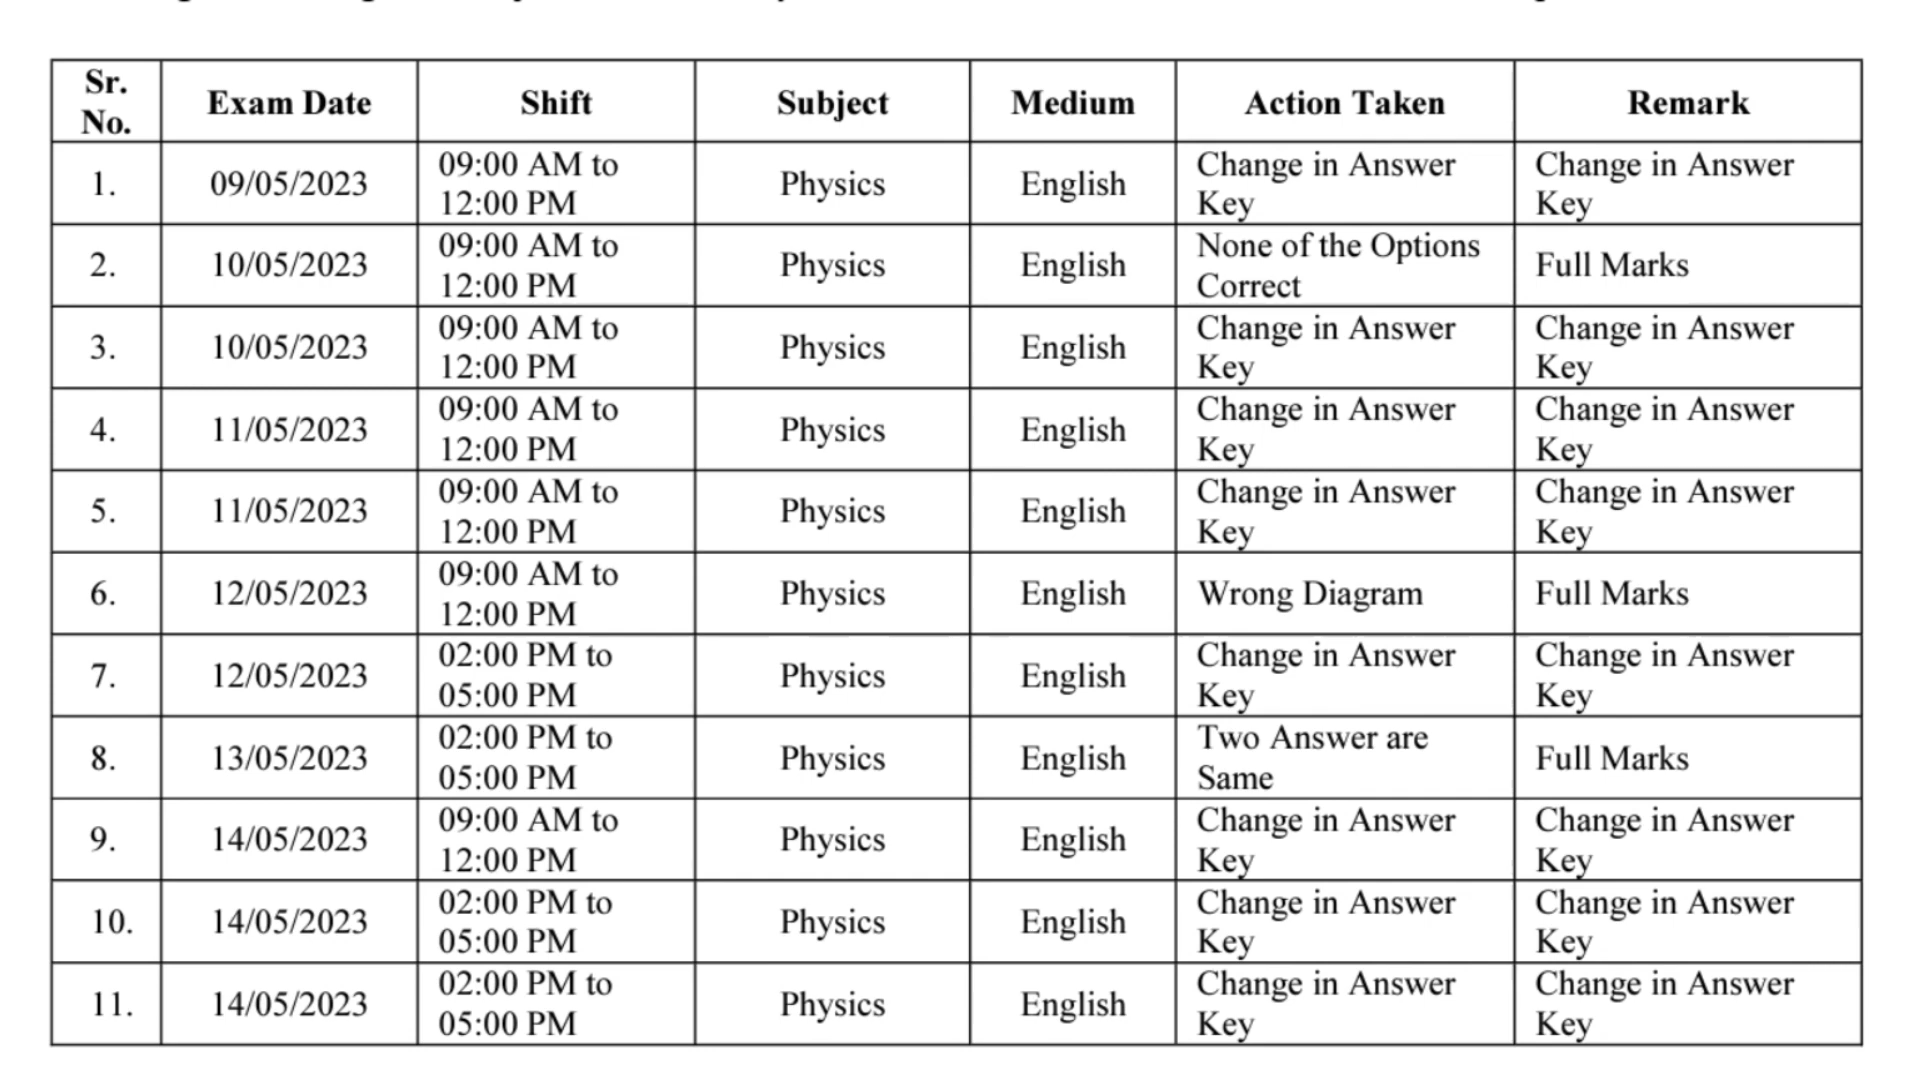 Sr. No. Exam Date Shift Subject Medium Action Taken Remark
1. 09/05/2023 09:00 AM to 12:00 PM Physics English Change in Answer Key Change in Answer Key
2. 10/05/2023 09:00 AM to 12:00 PM Physics English None of the Options Correct Full Marks
3. 10/05/2023 09:00 AM to 12:00 PM Physics English Change in Answer Key Change in Answer Key
4. 11/05/2023 09:00 AM to 12:00 PM Physics English Change in Answer Key Change in Answer Key
5. 11/05/2023 09:00 AM to 12:00 PM Physics English Change in Answer Key Change in Answer Key
6. 12/05/2023 09:00 AM to 12:00 PM Physics English Wrong Diagram Full Marks
7. 12/05/2023 02:00 PM to 05:00 PM Physics English Change in Answer Key Change in Answer Key
8. 13/05/2023 02:00 PM to 05:00 PM Physics English Two Answer are Same Full Marks
9. 14/05/2023 09:00 AM to 12:00 PM Physics English Change in Answer Key Change in Answer Key
10. 14/05/2023 02:00 PM to 05:00 PM Physics English Change in Answer Key Change in Answer Key
11. 14/05/2023 02:00 PM to 05:00 PM Physics English Change in Answer Key Change in Answer Key